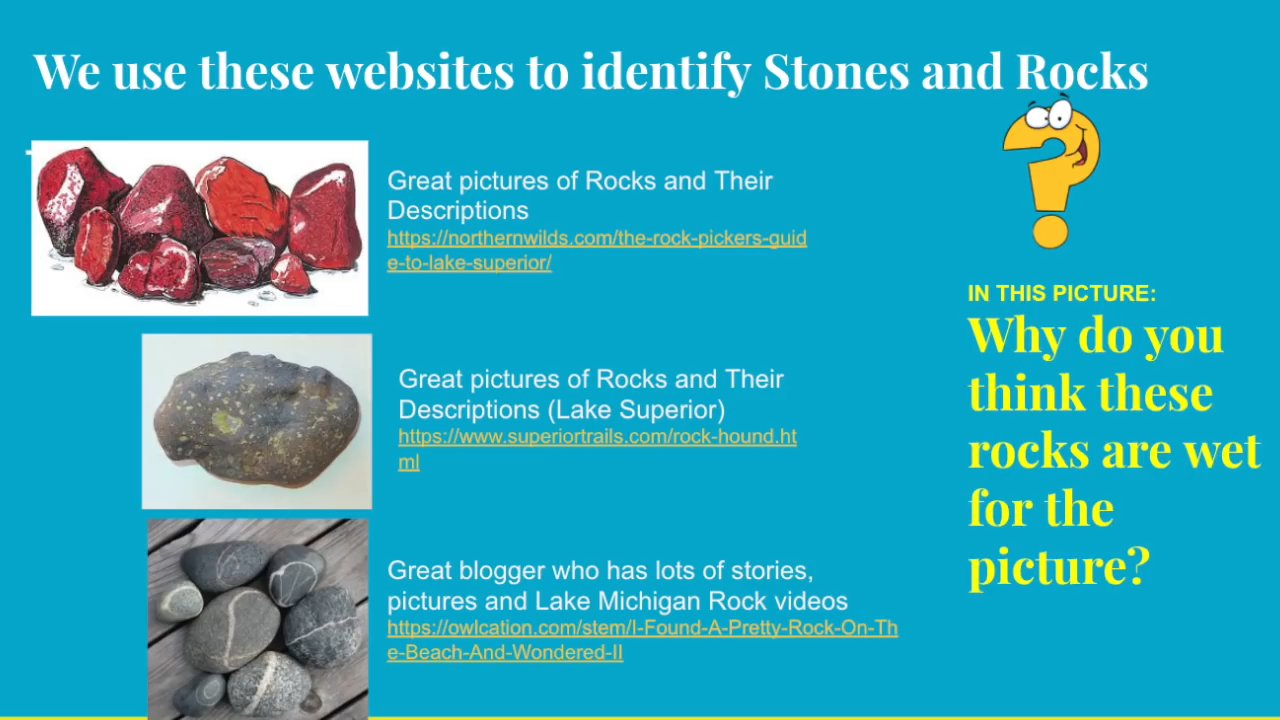 We use these websites to identify Stones and Rocks
Great pictures of Rocks and Their
Descriptions
https://northernwilds.com/the-rock-pickers-guid
e-to-lake-superior/
Great pictures of Rocks and Their
Descriptions (Lake Superior)
https://www.superiortrails.com/rock-hound.ht
ml
Great blogger who has lots of stories,
pictures and Lake Michigan Rock videos
https://owlcation.com/stem/I-Found-A-Pretty-Rock-On-Th
e-Beach-And-Wondered-II
IN THIS PICTURE:
Why do you
think these
rocks are wet
for the
picture?